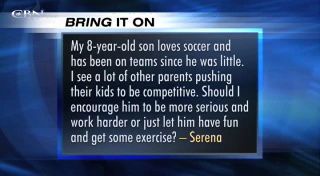 CBN
BRING IT ON
My 8-year-old son loves soccer and
has been on teams since he was little.
I see a lot of other parents pushing
their kids to be competitive. Should I
encourage him to be more serious and
work harder or just let him have fun
and get some exercise? – Serena